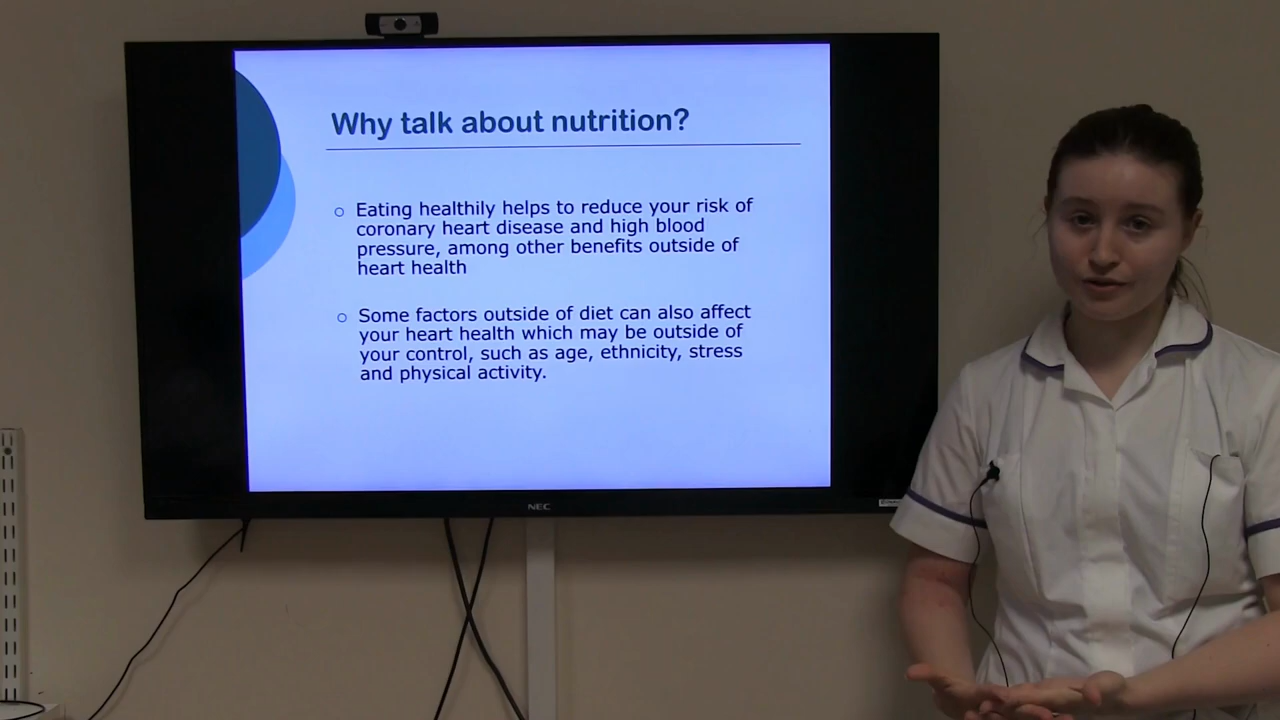 Why talk about nutrition?
Eating healthily helps to reduce your risk of
coronary heart disease and high blood
pressure, among other benefits outside of
heart health
Some factors outside of diet can also affect
your heart health which may be outside of
your control, such as age, ethnicity, stress
and physical activity.
NEC